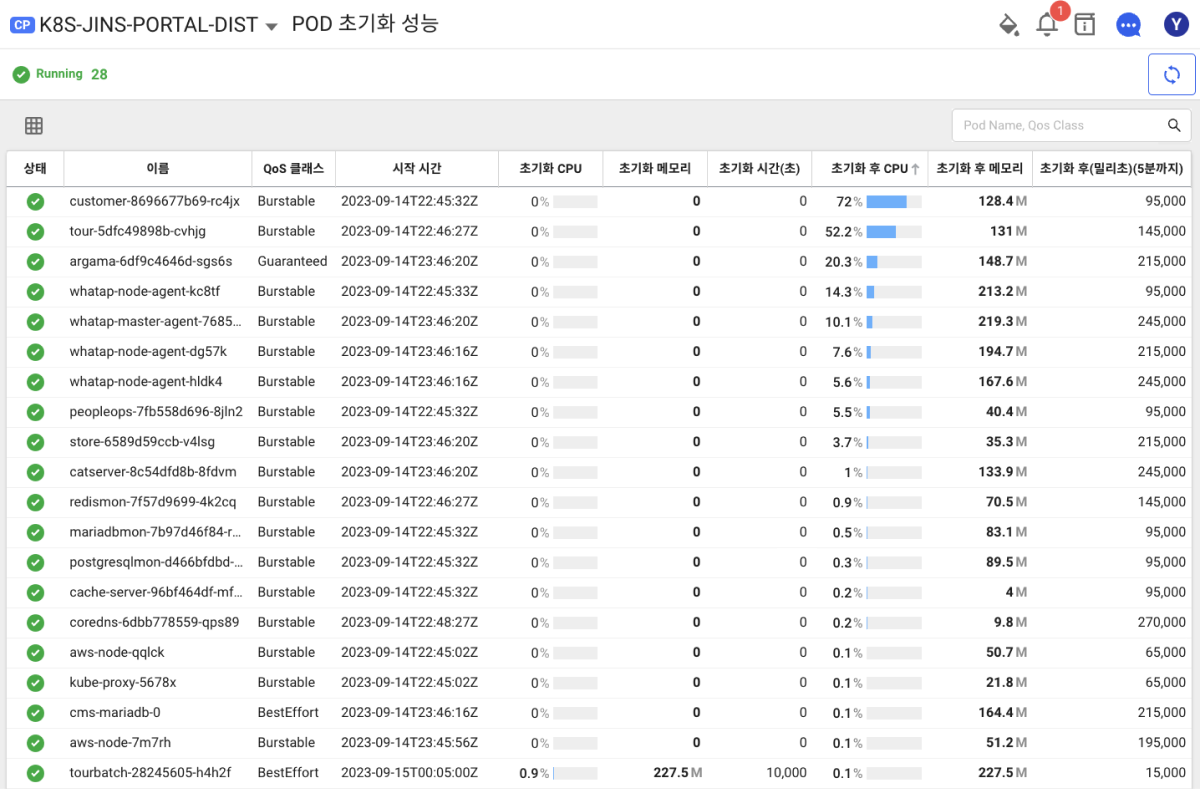 CP K8S-JINS-PORTAL-DIST POD 초기화 성능 1 Y
Running 28
Pod Name, Qos Class
상태 이름 QoS 클래스 시작 시간 초기화 CPU 초기화 메모리 초기화 시간(초) 초기화 후 CPU↑ 초기화 후 메모리 초기화 후(밀리초)(5분까지)
customer-8696677b69-rc4jx Burstable 2023-09-14T22:45:32Z 0% 0 0 72% 128.4 M 95,000
tour-5dfc49898b-cvhjg Burstable 2023-09-14T22:46:27Z 0% 0 0 52.2% 131 M 145,000
argama-6df9c4646d-sgs6s Guaranteed 2023-09-14T23:46:20Z 0% 0 0 20.3% 148.7 M 215,000
whatap-node-agent-kc8tf Burstable 2023-09-14T22:45:33Z 0% 0 0 14.3% 213.2 M 95,000
whatap-master-agent-7685... Burstable 2023-09-14T23:46:20Z 0% 0 0 10.1% 219.3 M 245,000
whatap-node-agent-dg57k Burstable 2023-09-14T23:46:16Z 0% 0 0 7.6% 194.7 M 215,000
whatap-node-agent-hldk4 Burstable 2023-09-14T23:46:16Z 0% 0 0 5.6% 167.6 M 245,000
peopleops-7fb558d696-8jln2 Burstable 2023-09-14T22:45:32Z 0% 0 0 5.5% 40.4 M 95,000
store-6589d59ccb-v4lsg Burstable 2023-09-14T23:46:20Z 0% 0 0 3.7% 35.3 M 215,000
catserver-8c54dfd8b-8fdvm Burstable 2023-09-14T23:46:20Z 0% 0 0 1% 133.9 M 245,000
redismon-7f57d9699-4k2cq Burstable 2023-09-14T22:46:27Z 0% 0 0 0.9% 70.5 M 145,000
mariadbmon-7b97d46f84-r... Burstable 2023-09-14T22:45:32Z 0% 0 0 0.5% 83.1 M 95,000
postgresqlmon-d466bfdbd-... Burstable 2023-09-14T22:45:32Z 0% 0 0 0.3% 89.5 M 95,000
cache-server-96bf464df-mf... Burstable 2023-09-14T22:45:32Z 0% 0 0 0.2% 4 M 95,000
coredns-6dbb778559-qps89 Burstable 2023-09-14T22:48:27Z 0% 0 0 0.2% 9.8 M 270,000
aws-node-qqlck Burstable 2023-09-14T22:45:02Z 0% 0 0 0.1% 50.7 M 65,000
kube-proxy-5678x Burstable 2023-09-14T22:45:02Z 0% 0 0 0.1% 21.8 M 65,000
cms-mariadb-0 BestEffort 2023-09-14T23:46:16Z 0% 0 0 0.1% 164.4 M 215,000
aws-node-7m7rh Burstable 2023-09-14T23:45:56Z 0% 0 0 0.1% 51.2 M 195,000
tourbatch-28245605-h4h2f BestEffort 2023-09-15T00:05:00Z 0.9% 227.5 M 10,000 0.1% 227.5 M 15,000